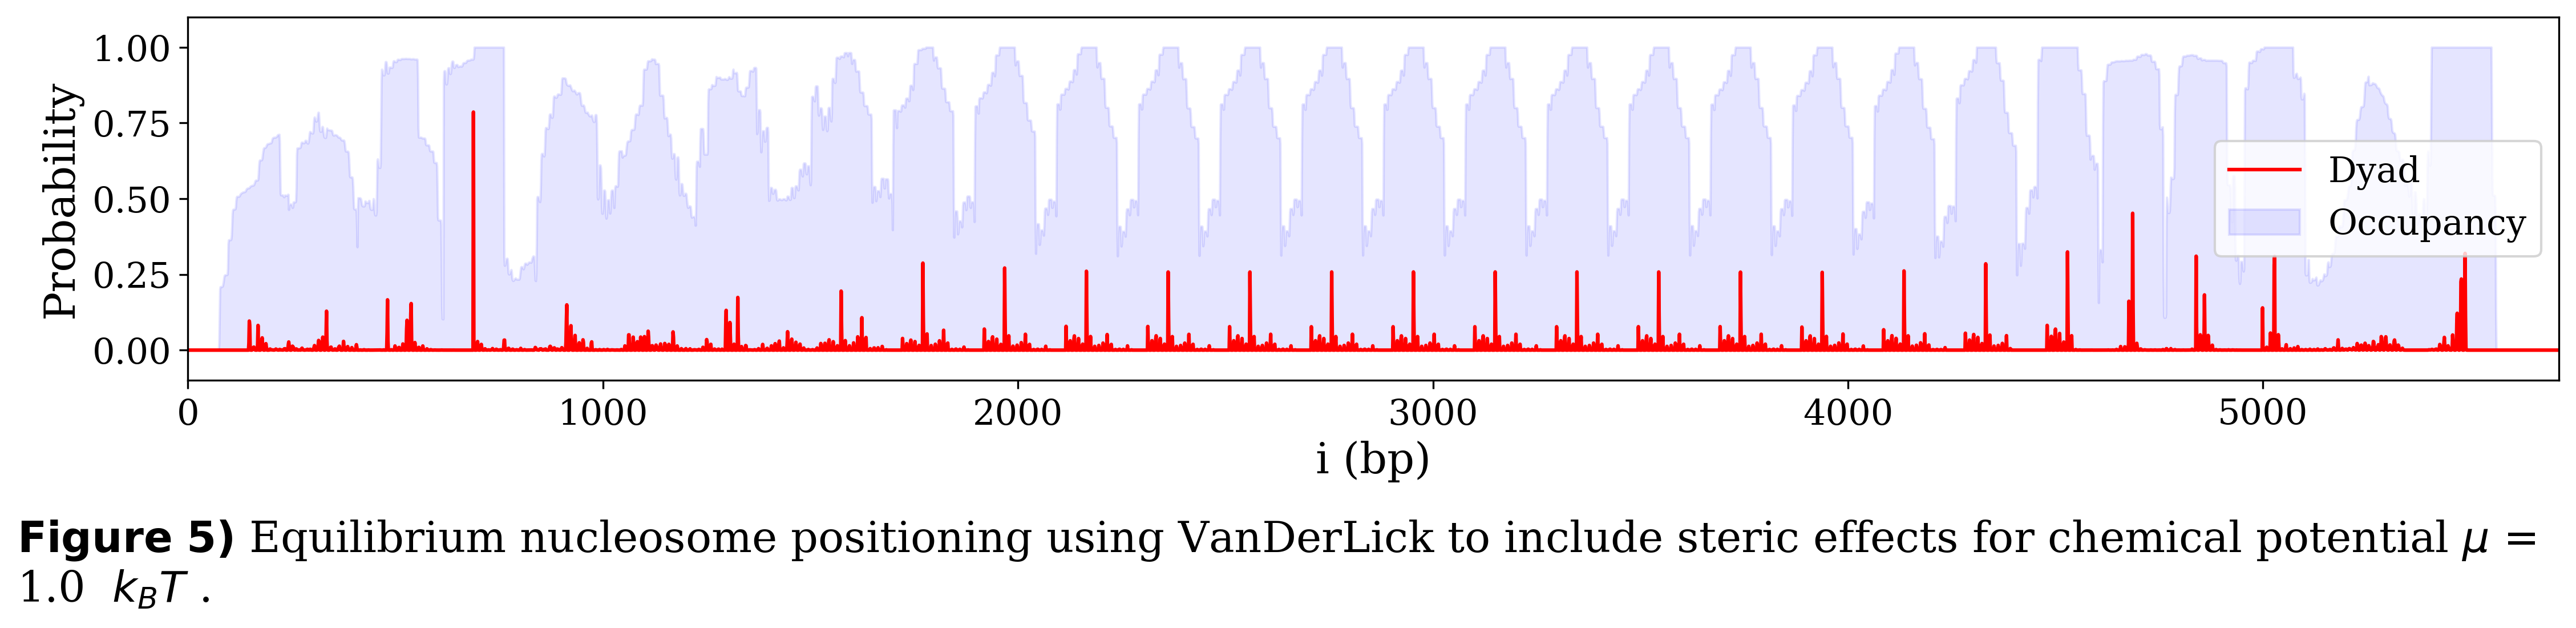 1.00
0.75
0.50
0.25
0.00
Probability
0
1000
2000
3000
4000
5000
i (bp)
Dyad
Occupancy
Figure 5) Equilibrium nucleosome positioning using VanDerLick to include steric effects for chemical potential μ =
1.0 k_BT .